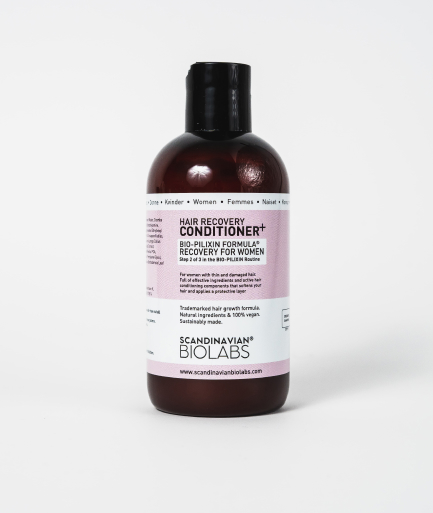 Donne • Kvinder • Women • Femmes • Naiset •
HAIR RECOVERY
CONDITIONER+
BIO-PILIXIN FORMULA®
RECOVERY FOR WOMEN
Step 2 of 3 in the BIO-PILIXIN Routine
For women with thin and damaged hair.
Full of effective ingredients and active hair
conditioning components that softens your
hair and applies a protective layer
Trademarked hair growth formula.
Natural ingredients & 100% vegan.
Sustainably made.
SCANDINAVIAN®
BIOLABS
www.scandinavianbiolabs.com